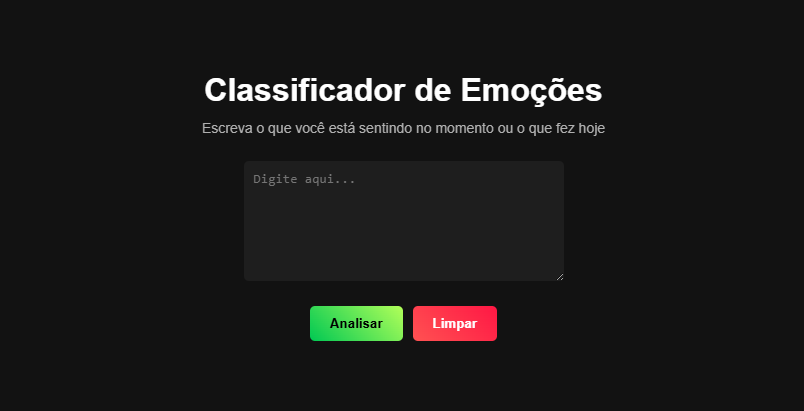 Classificador de Emoções
Escreva o que você está sentindo no momento ou o que fez hoje
Digite aqui...
Analisar Limpar